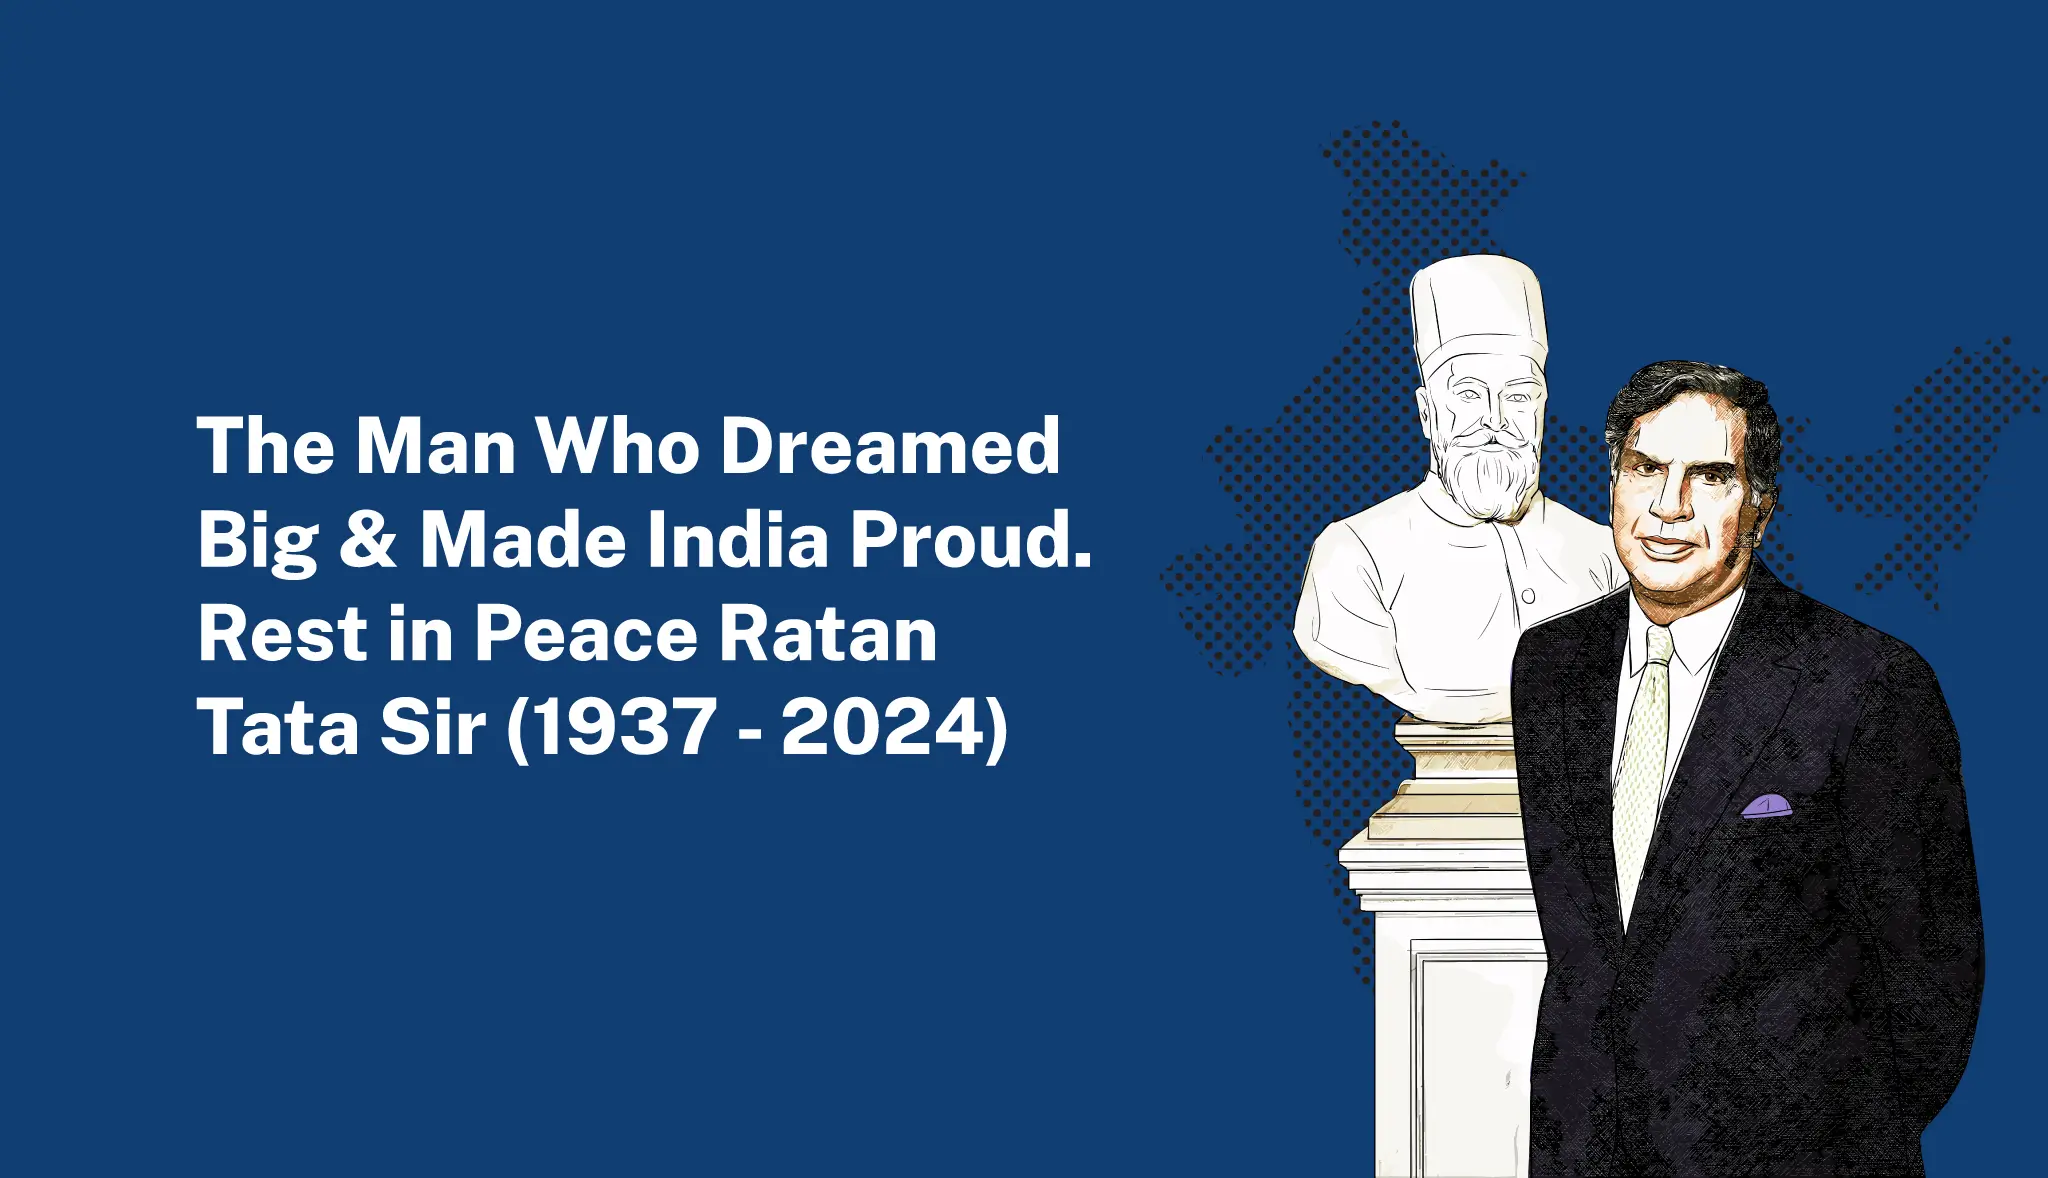 The Man Who Dreamed
Big & Made India Proud.
Rest in Peace Ratan
Tata Sir (1937 - 2024)